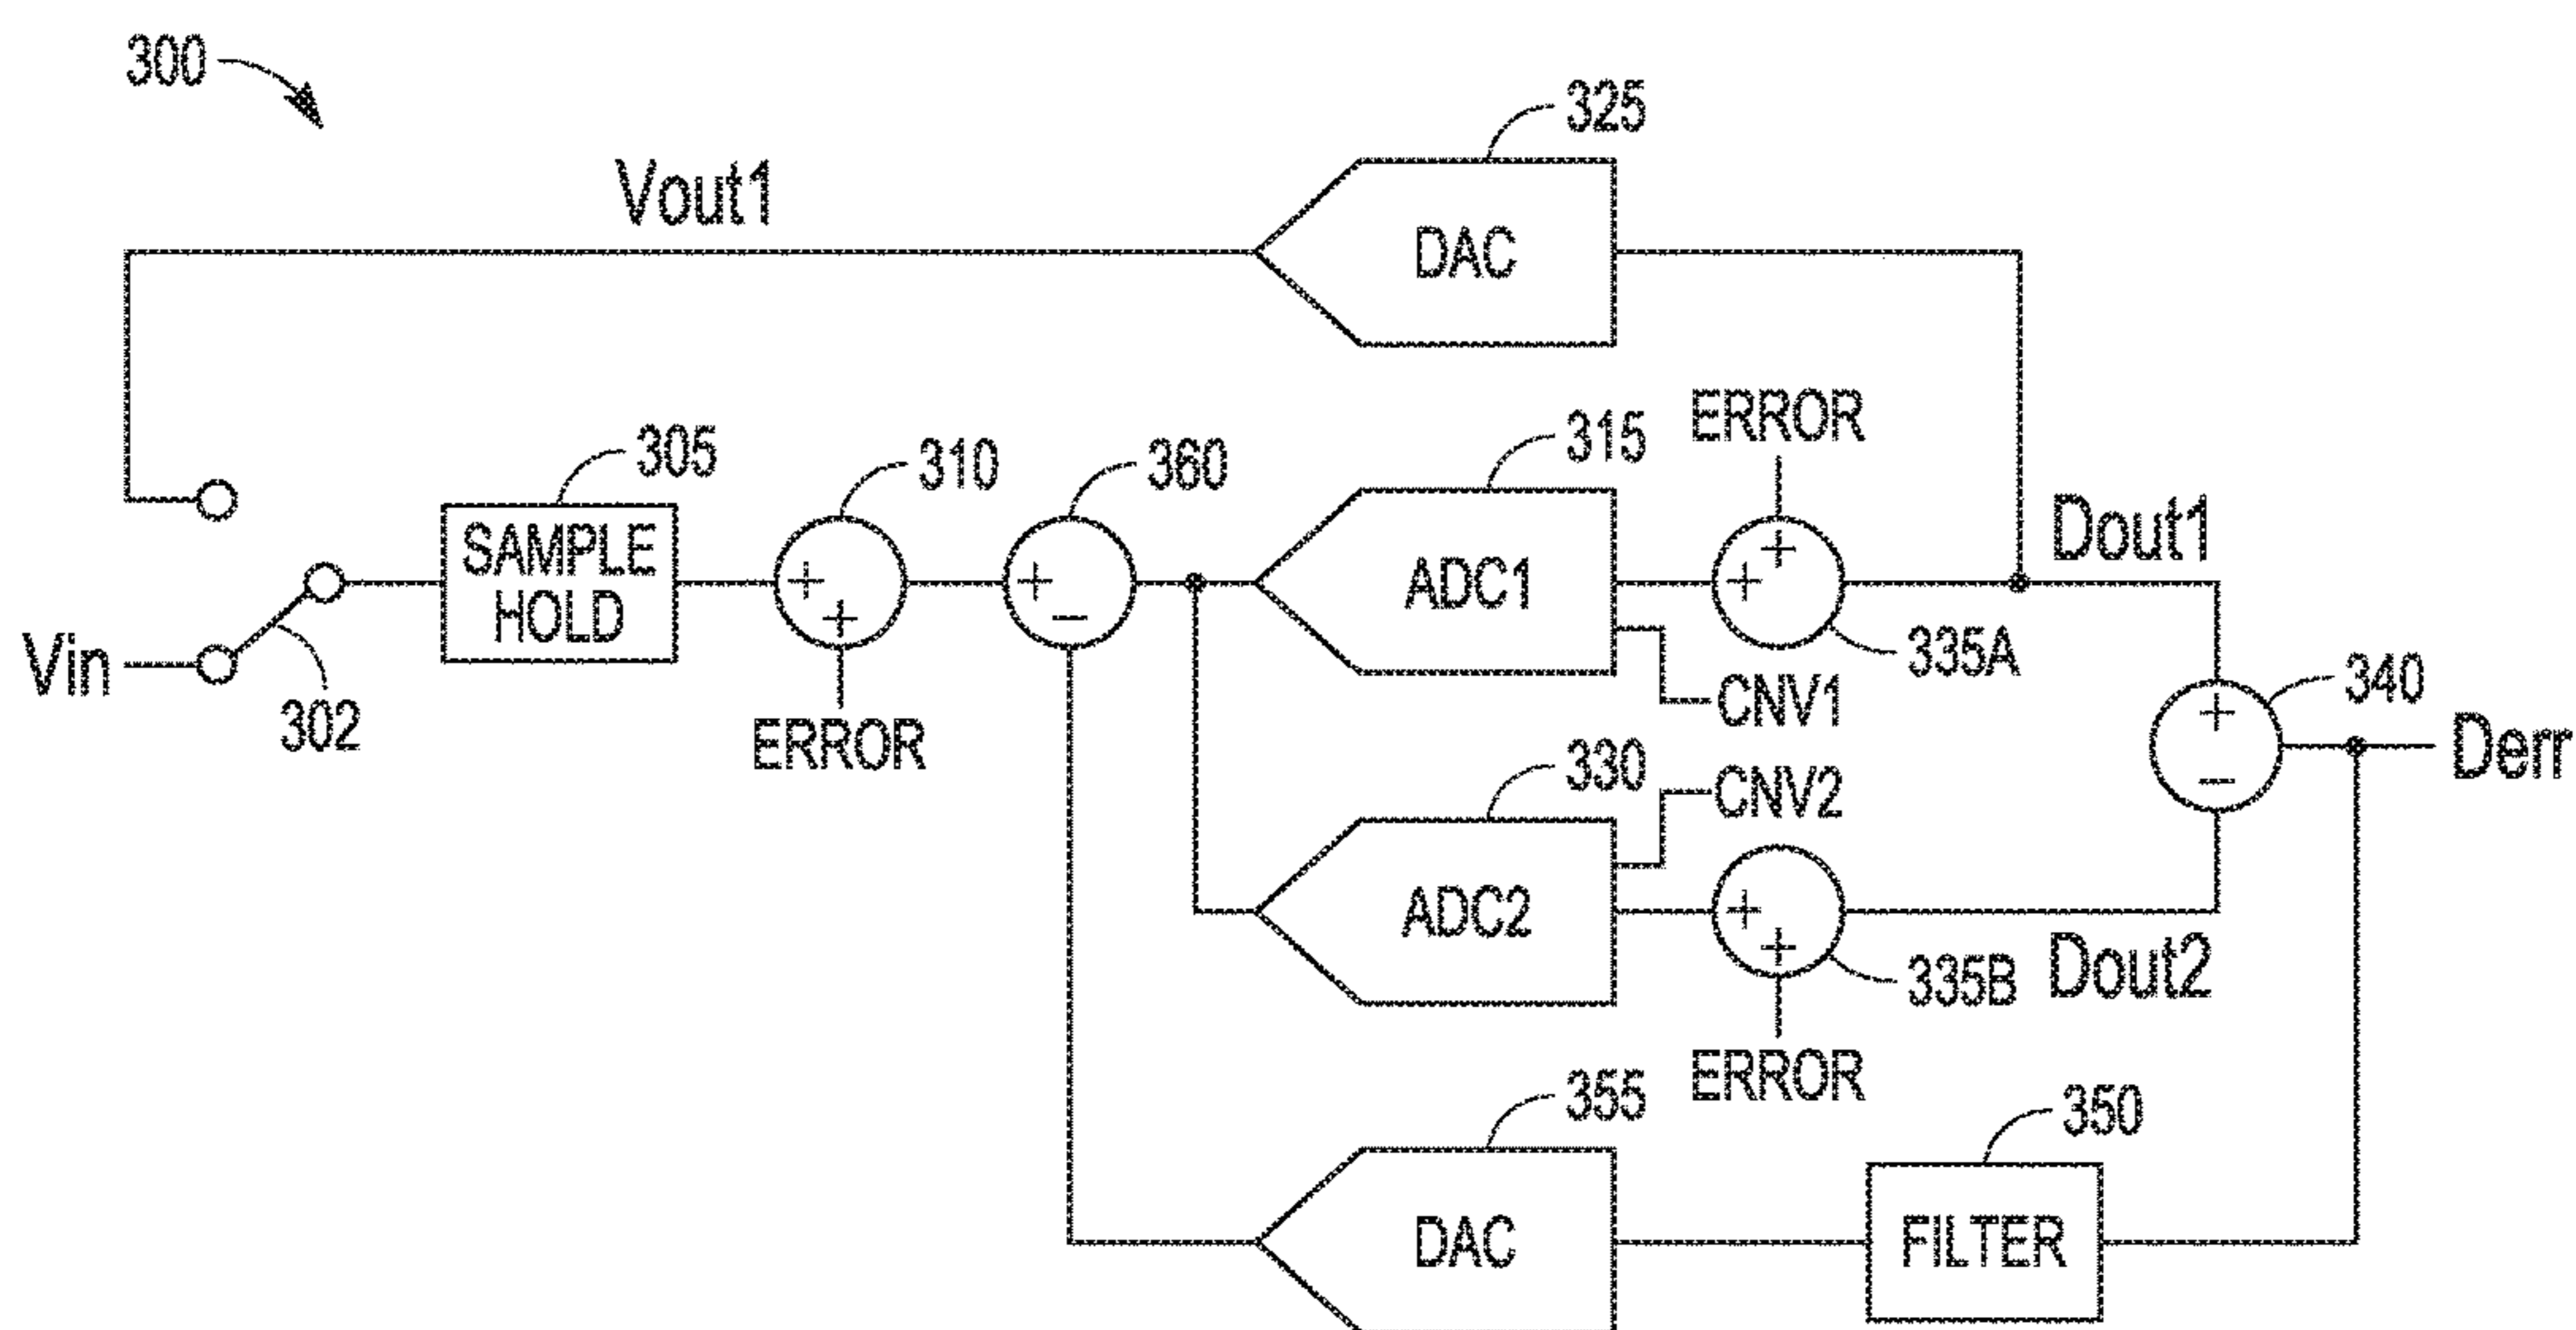 300
325
Vout1
DAC
305
310
360
315
ERROR
SAMPLE
HOLD
ADC1
Dout1
Vin
302
335A
340
ERROR
CNV1
Derr
330
CNV2
ADC2
335B
Dout2
ERROR
355
350
DAC
FILTER